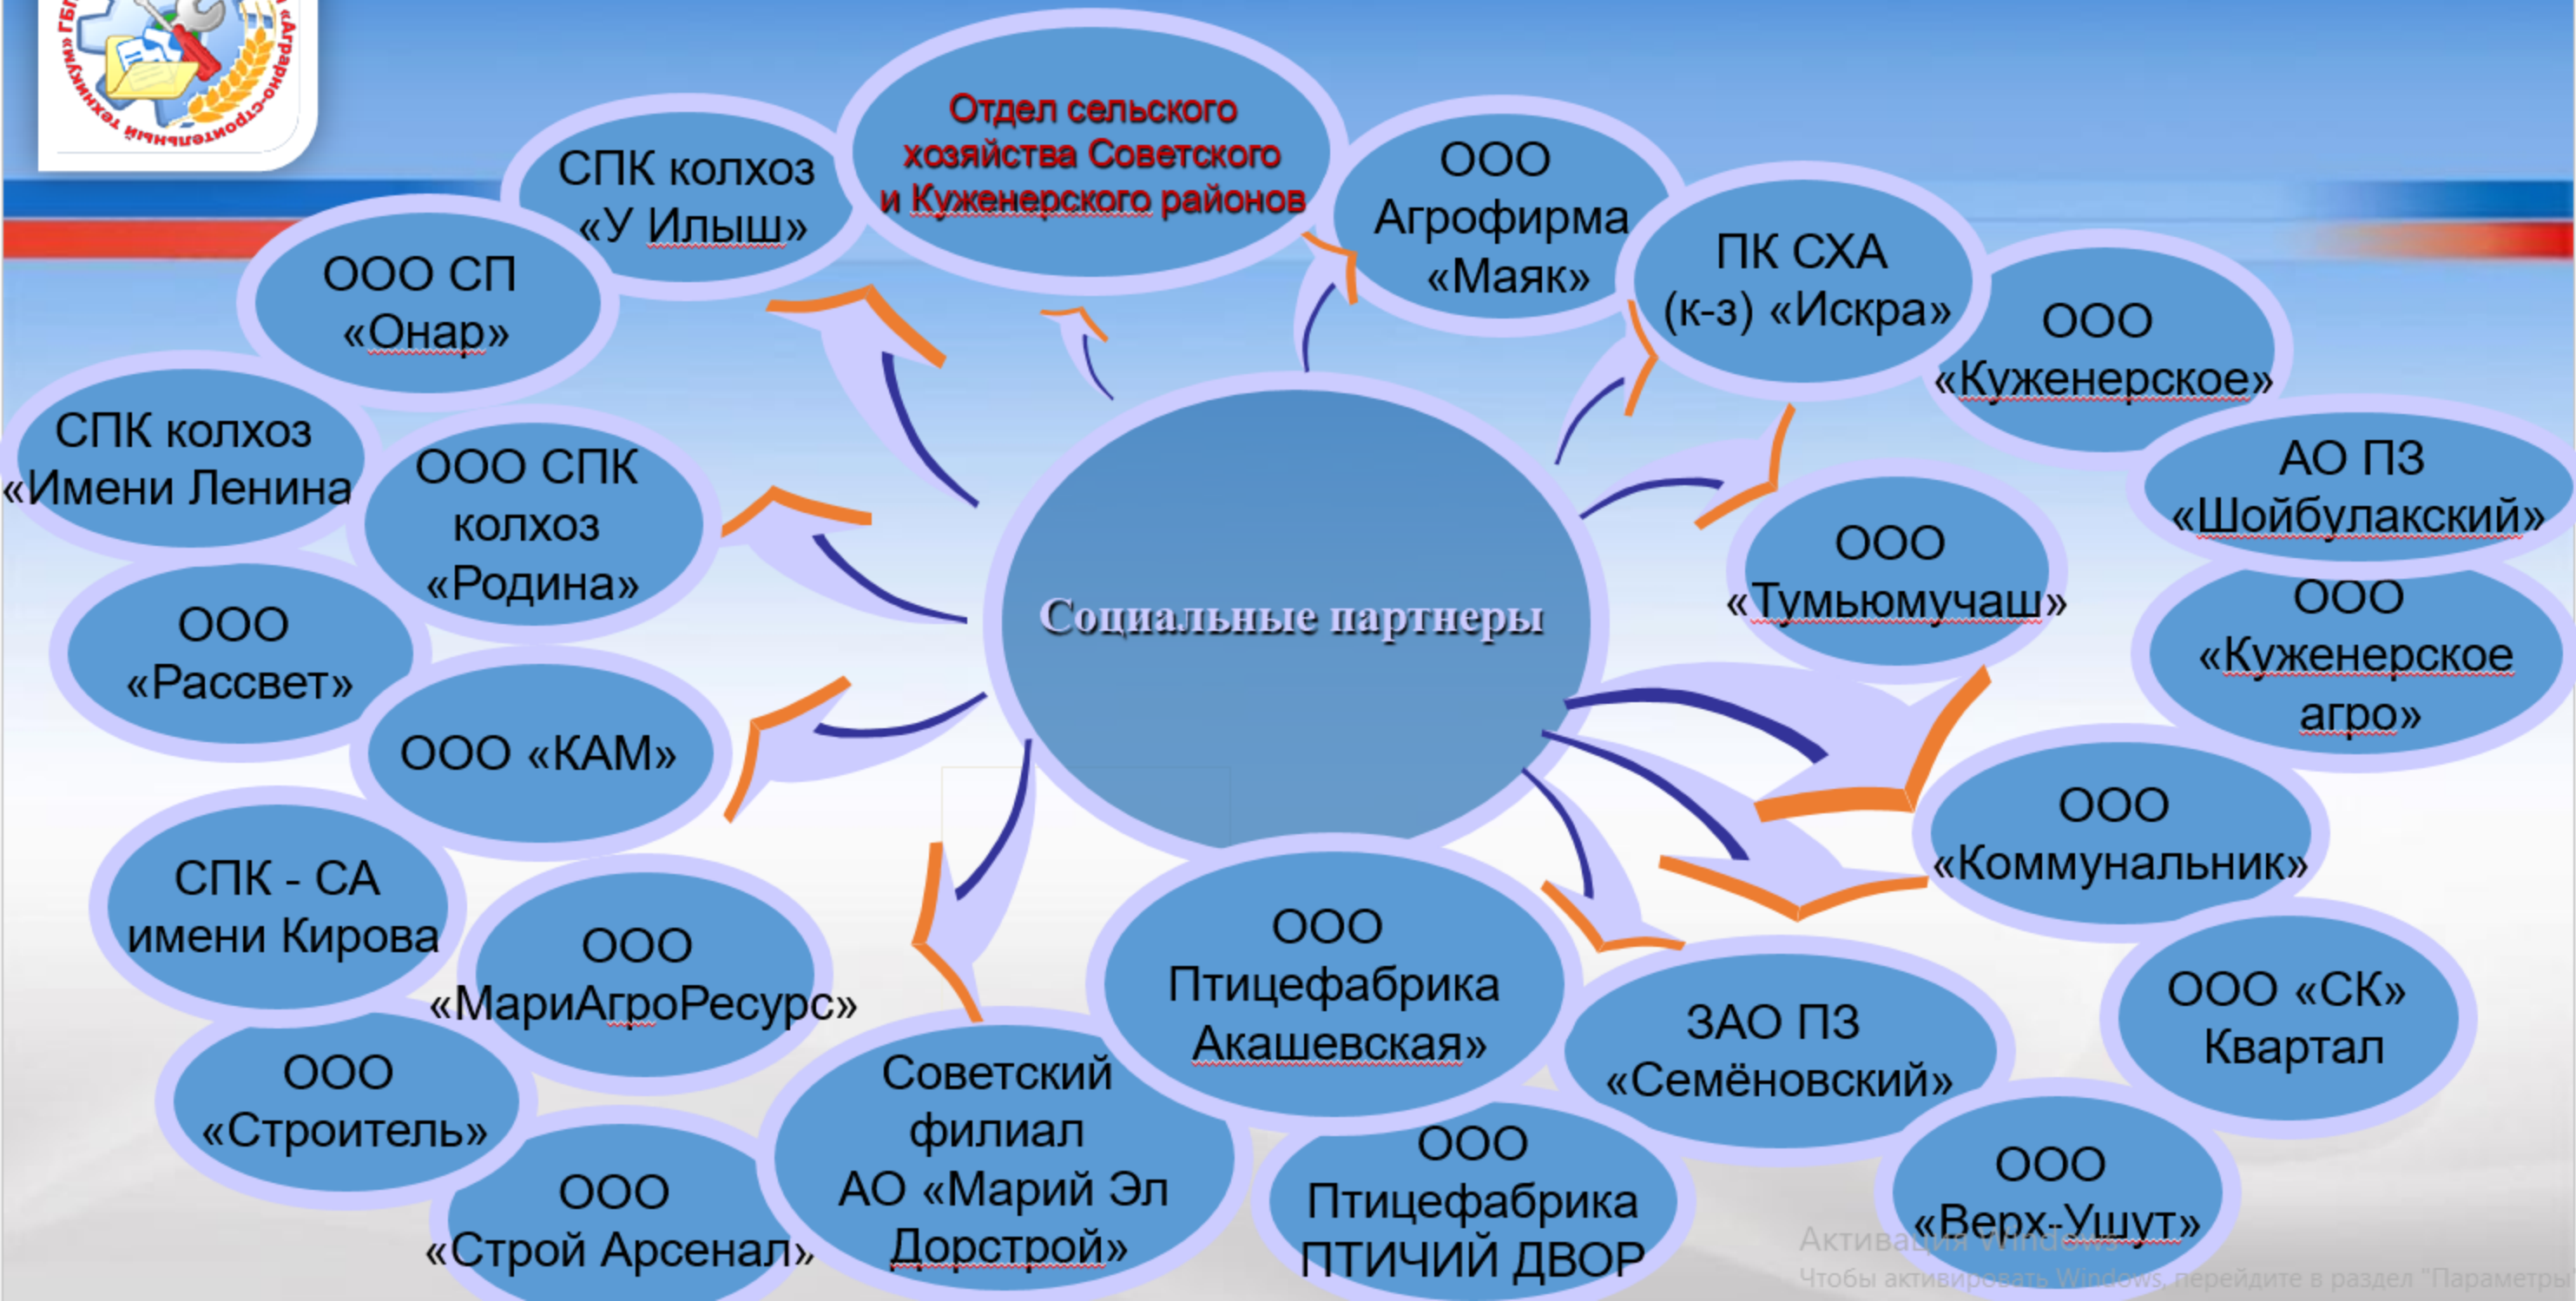 ГБП
«Аграрно-строительный техникум»
Отдел сельского
хозяйства Советского
и Куженерского районов
СПК колхоз
«У Илыш»
ООО
Агрофирма
«Маяк»
ПК СХА
(к-з) «Искра»
ООО СП
«Онар»
ООО
«Куженерское»
СПК колхоз
«Имени Ленина
ООО СПК
колхоз
«Родина»
АО ПЗ
«Шойбулакский»
ООО
«Тумьюмучаш»
Социальные партнеры
ООО
«Рассвет»
ООО
«Куженерское
агро»
ООО «КАМ»
ООО
«Коммунальник»
СПК - СА
имени Кирова
ООО
«МариАгроРесурс»
ООО
Птицефабрика
Акашевская»
ООО «СК»
Квартал
ЗАО ПЗ
«Семёновский»
ООО
«Строитель»
Советский
филиал
АО «Марий Эл
Дорстрой»
ООО
Птицефабрика
ПТИЧИЙ ДВОР
ООО
«Верх-Ушут»
ООО
«Строй Арсенал»
Активация Windows
Чтобы активировать Windows, перейдите в раздел "Параметры